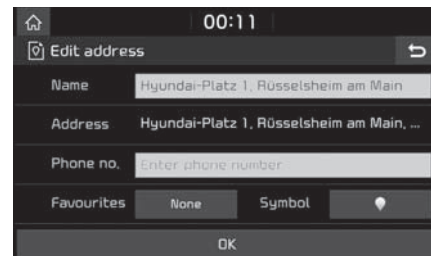 00:11
Edit address
Name Hyundai-Platz 1, Rüsselsheim am Main
Address Hyundai-Platz 1, Rüsselsheim am Main, ...
Phone no. Enter phone number
Favourites None Symbol
OK